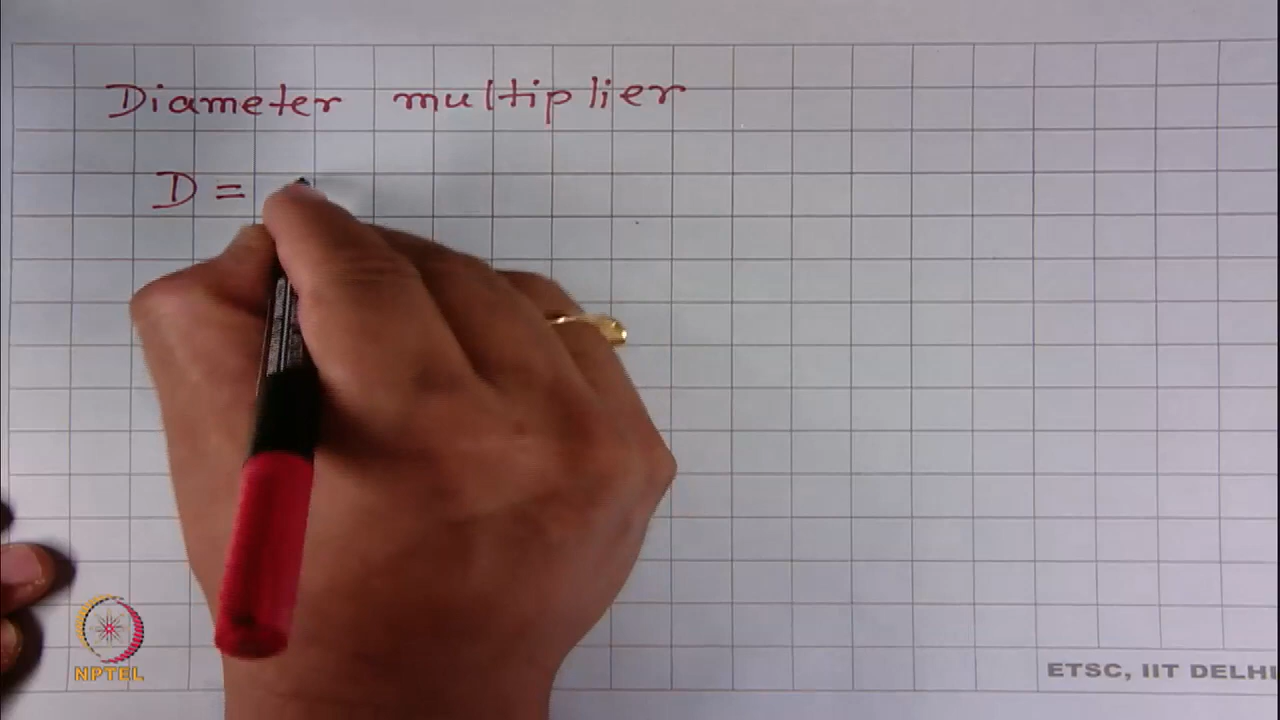 Diameter multiplier
D =
NPTEL
ETSC, IIT DELHI